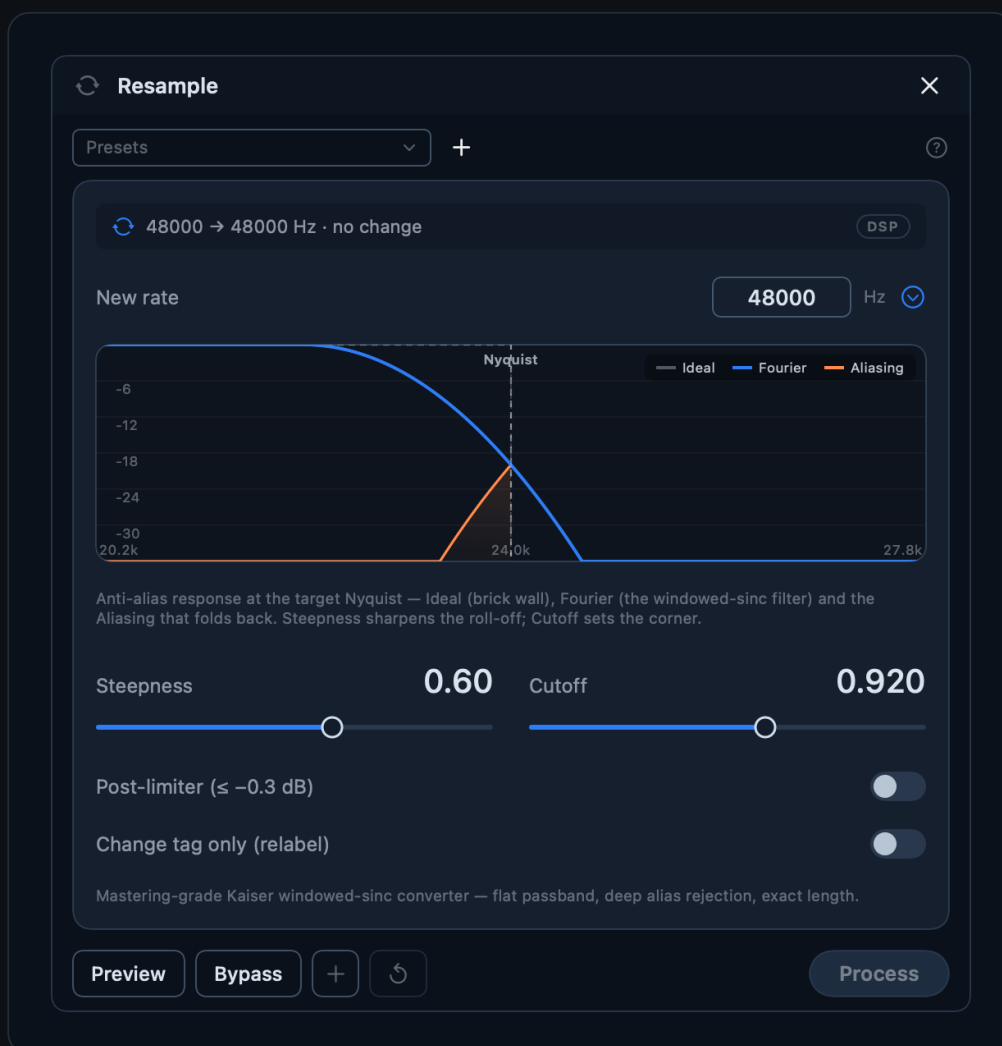 Resample
Presets
?
48000 → 48000 Hz · no change
DSP
New rate
48000
Hz
Nyquist
Ideal
Fourier
Aliasing
-6
-12
-18
-24
-30
20.2k
24.0k
27.8k
Anti-alias response at the target Nyquist — Ideal (brick wall), Fourier (the windowed-sinc filter) and the
Aliasing that folds back. Steepness sharpens the roll-off; Cutoff sets the corner.
Steepness
0.60
Cutoff
0.920
Post-limiter (≤ −0.3 dB)
Change tag only (relabel)
Mastering-grade Kaiser windowed-sinc converter — flat passband, deep alias rejection, exact length.
Preview
Bypass
Process